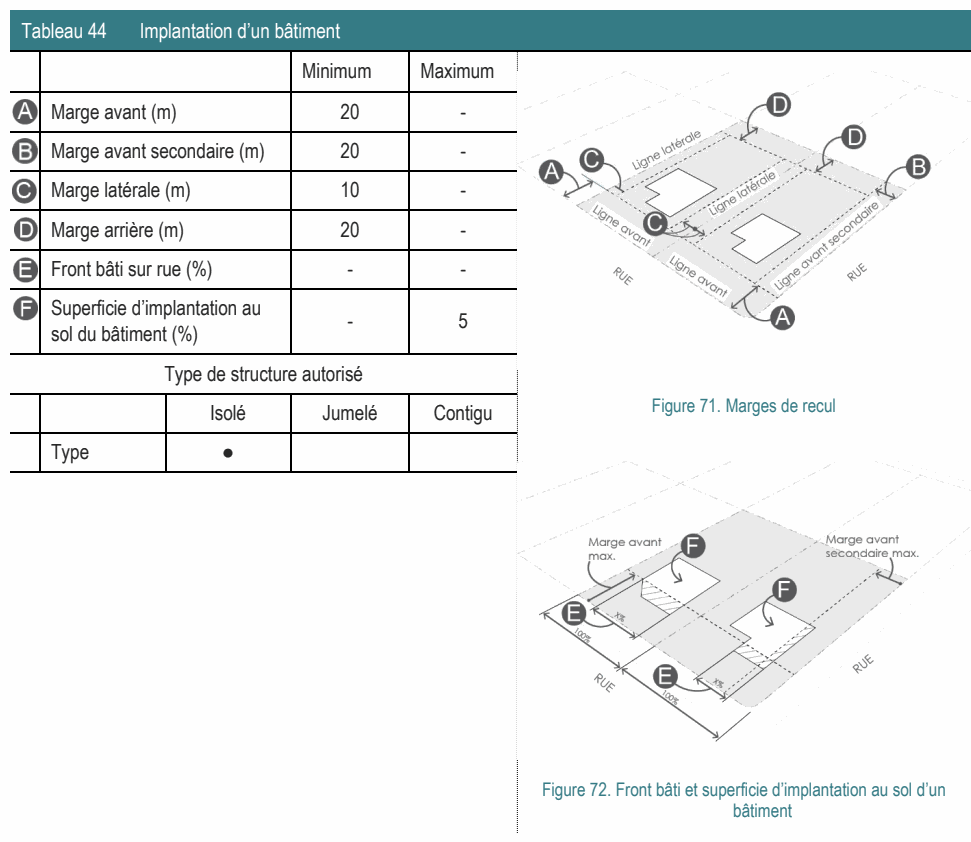 Tableau 44 Implantation d’un bâtiment
Minimum Maximum
A Marge avant (m) 20 -
B Marge avant secondaire (m) 20 -
C Marge latérale (m) 10 -
D Marge arrière (m) 20 -
E Front bâti sur rue (%) - -
F Superficie d’implantation au
sol du bâtiment (%) - 5
Type de structure autorisé
Isolé Jumelé Contigu
Type ●
D
D
Ligne latérale
C
A
B
Ligne latérale
Ligne avant
C
Ligne avant secondaire
Ligne avant
RUE
RUE
A
Figure 71. Marges de recul
Marge avant
max.
F
Marge avant
secondaire max.
F
E
X%
100%
RUE
E
X%
100%
RUE
Figure 72. Front bâti et superficie d’implantation au sol d’un
bâtiment